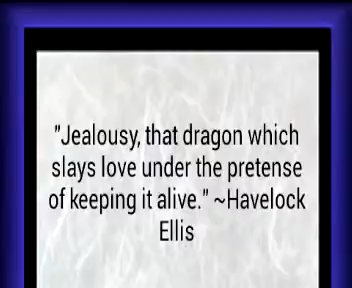 "Jealousy, that dragon which
slays love under the pretense
of keeping it alive." ~Havelock
Ellis